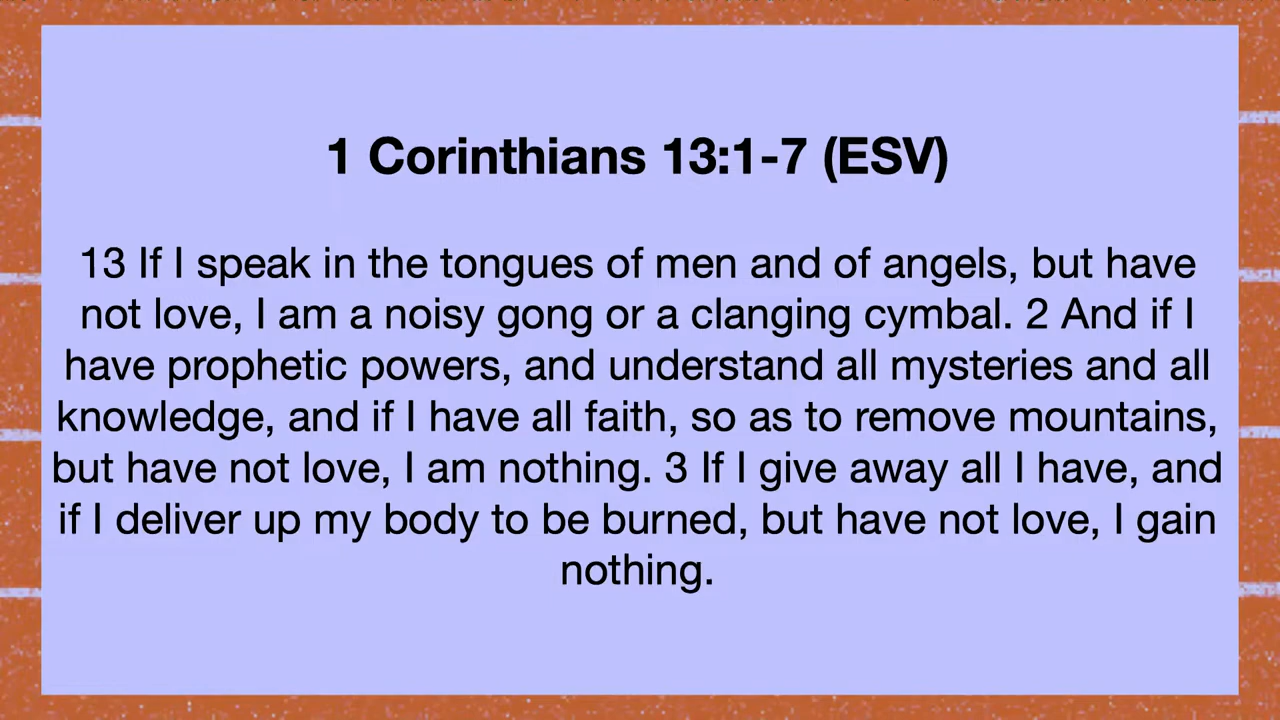 1 Corinthians 13:1-7 (ESV)
13 If I speak in the tongues of men and of angels, but have
not love, I am a noisy gong or a clanging cymbal. 2 And if I
have prophetic powers, and understand all mysteries and all
knowledge, and if I have all faith, so as to remove mountains,
but have not love, I am nothing. 3 If I give away all I have, and
if I deliver up my body to be burned, but have not love, I gain
nothing.